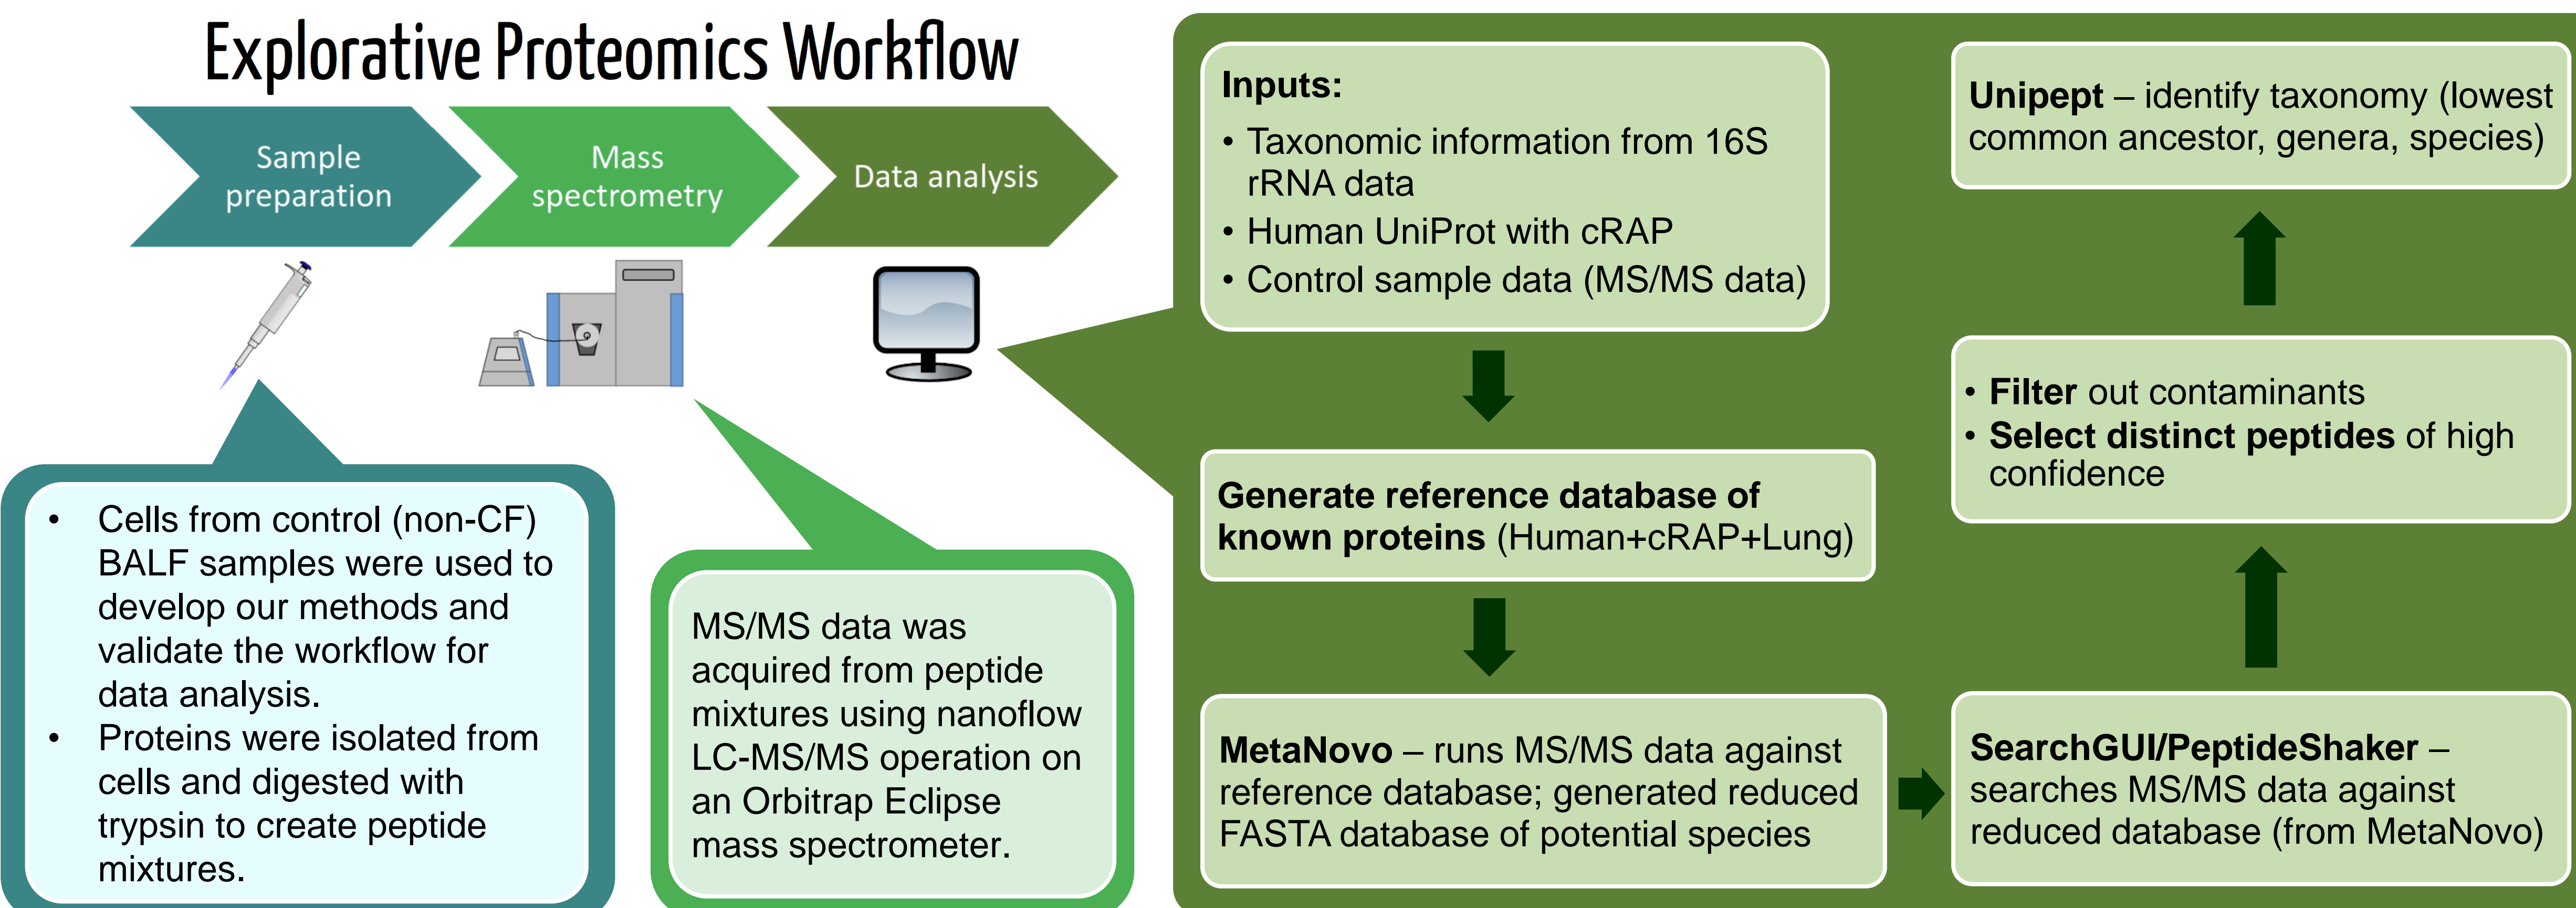 Explorative Proteomics Workflow
Sample
preparation
Mass
spectrometry
Data analysis
• Cells from control (non-CF)
BALF samples were used to
develop our methods and
validate the workflow for
data analysis.
• Proteins were isolated from
cells and digested with
trypsin to create peptide
mixtures.
MS/MS data was
acquired from peptide
mixtures using nanoflow
LC-MS/MS operation on
an Orbitrap Eclipse
mass spectrometer.
Inputs:
• Taxonomic information from 16S
rRNA data
• Human UniProt with cRAP
• Control sample data (MS/MS data)
Generate reference database of
known proteins (Human+cRAP+Lung)
MetaNovo – runs MS/MS data against
reference database; generated reduced
FASTA database of potential species
SearchGUI/PeptideShaker –
searches MS/MS data against
reduced database (from MetaNovo)
• Filter out contaminants
• Select distinct peptides of high
confidence
Unipept – identify taxonomy (lowest
common ancestor, genera, species)